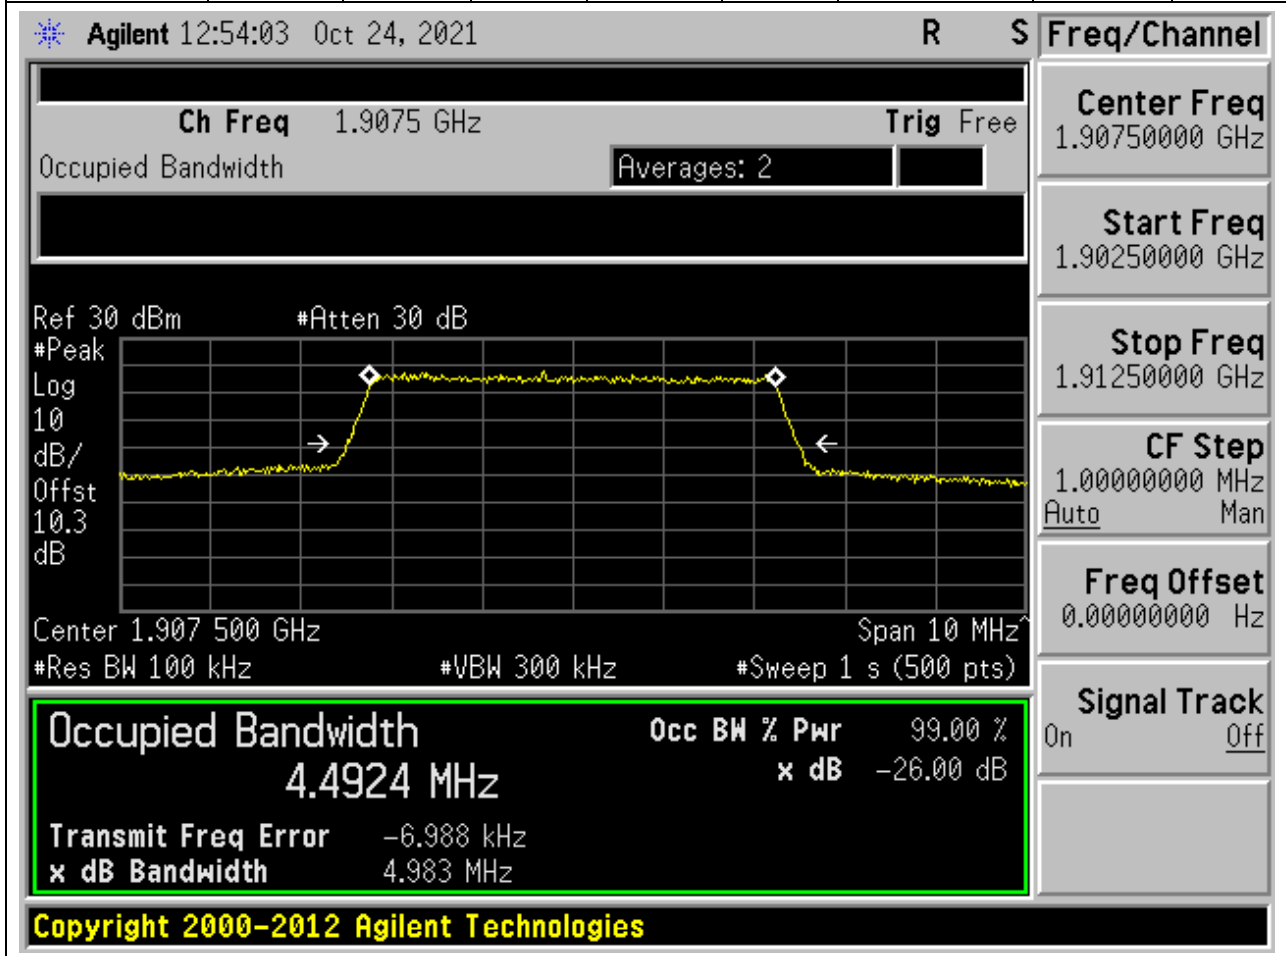 Agilent 12:54:03 Oct 24, 2021 R S
Freq/Channel
Ch Freq 1.9075 GHz Trig Free
Occupied Bandwidth Averages: 2
Center Freq
1.90750000 GHz
Start Freq
1.90250000 GHz
Stop Freq
1.91250000 GHz
CF Step
1.00000000 MHz
Auto Man
Freq Offset
0.00000000 Hz
Signal Track
On Off
Ref 30 dBm #Atten 30 dB
#Peak
Log
10
dB/
Offst
10.3
dB
Center 1.907 500 GHz Span 10 MHz^
#Res BW 100 kHz #VBW 300 kHz #Sweep 1 s (500 pts)
Occupied Bandwidth Occ BW % Pwr 99.00 %
4.4924 MHz x dB -26.00 dB
Transmit Freq Error -6.988 kHz
x dB Bandwidth 4.983 MHz
Copyright 2000-2012 Agilent Technologies